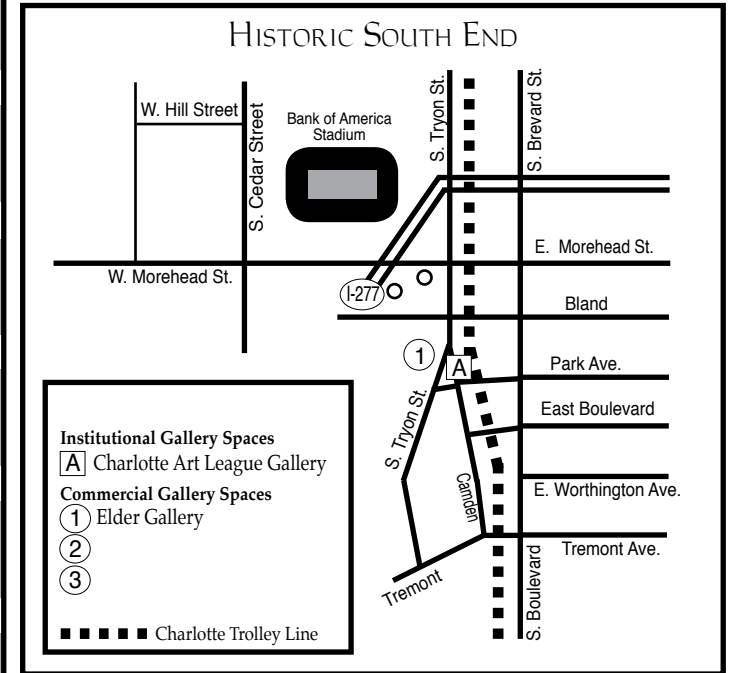 HISTORIC SOUTH END
W. Hill Street
S. Cedar Street
Bank of America
Stadium
S. Tryon St.
S. Brevard St.
E. Morehead St.
W. Morehead St.
I-277
Bland
1
A
Park Ave.
S. Tryon St.
East Boulevard
Camden
E. Worthington Ave.
Tremont Ave.
Tremont
S. Boulevard
Institutional Gallery Spaces
A Charlotte Art League Gallery
Commercial Gallery Spaces
1 Elder Gallery
2
3
Charlotte Trolley Line